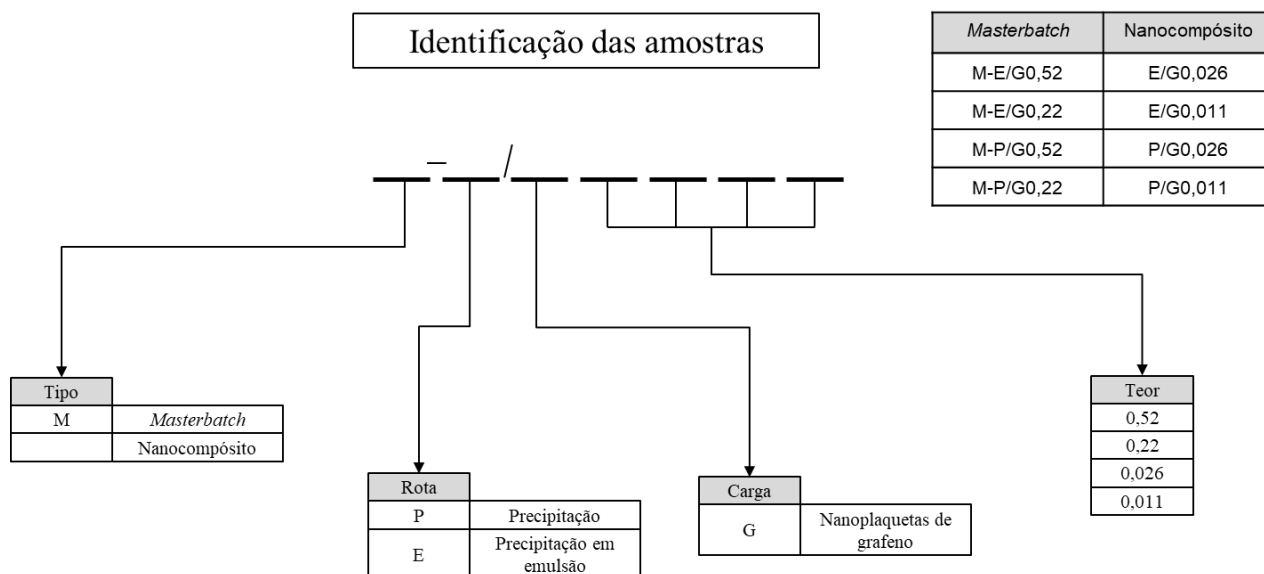 Identificação das amostras
Masterbatch Nanocompósito
M-E/G0,52 E/G0,026
M-E/G0,22 E/G0,011
M-P/G0,52 P/G0,026
M-P/G0,22 P/G0,011
– /
Tipo
M Masterbatch
Nanocompósito
Rota
P Precipitação
E Precipitação em
emulsão
Carga
G Nanoplaquetas de
grafeno
Teor
0,52
0,22
0,026
0,011